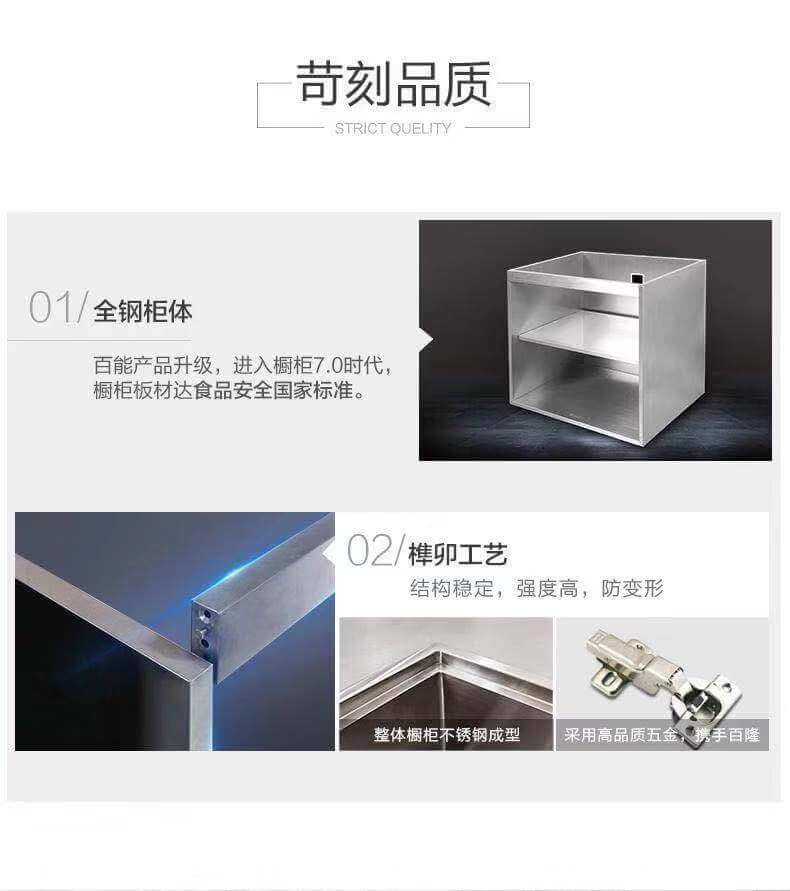 苛刻品质
STRICT QUELITY
01/全钢柜体
百能产品升级，进入橱柜7.0时代，
橱柜板材达食品安全国家标准。
02/榫卯工艺
结构稳定，强度高，防变形
整体橱柜不锈钢成型
采用高品质五金，携手百隆